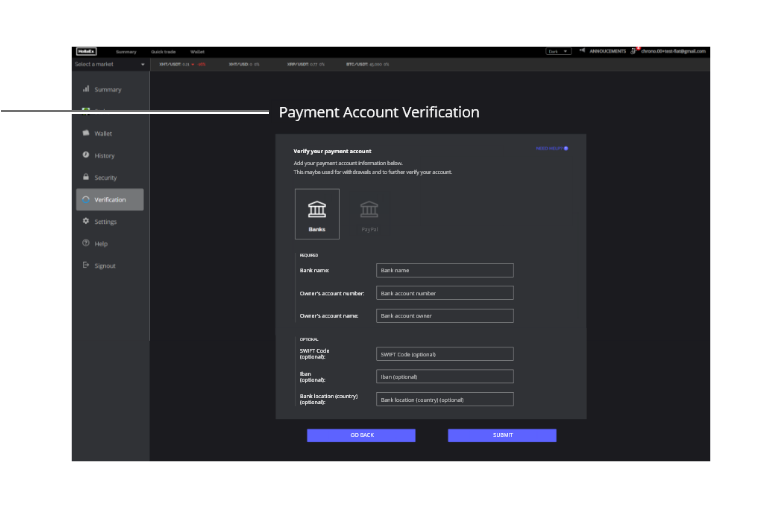 Summary
Quick trade
Wallet
Dark
ANNOUCEMENTS
Select a market
Summary
Wallet
History
Security
Verification
Settings
Help
Signout
Payment Account Verification
Verify your payment account
Add your payment account information below.
This maybe used for withdrawals and to further verify your account.
Banks
PayPal
REQUIRED
Bank name:
Bank name
Owner's account number:
Bank account number
Owner's account name:
Bank account owner
OPTIONAL
SWIFT Code
(optional):
SWIFT Code (optional)
Iban
(optional):
Iban (optional)
Bank location (country)
(optional):
Bank location (country) (optional)
GO BACK
SUBMIT